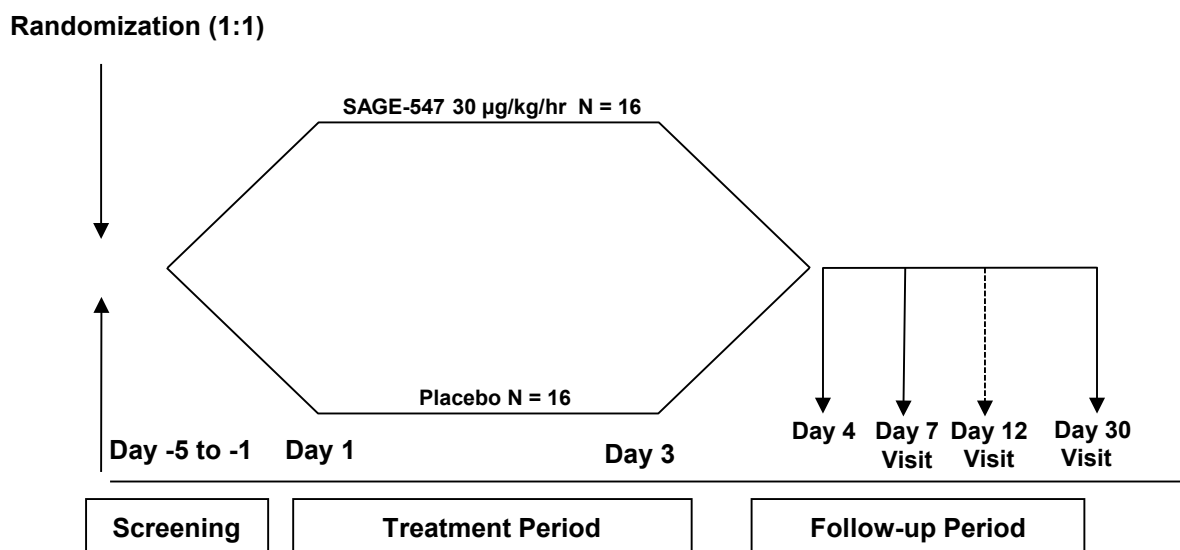 Randomization (1:1)
SAGE-547 30 µg/kg/hr N = 16
Placebo N = 16
Day -5 to -1
Day 1
Day 3
Day 4
Day 7
Visit
Day 12
Visit
Day 30
Visit
Screening
Treatment Period
Follow-up Period